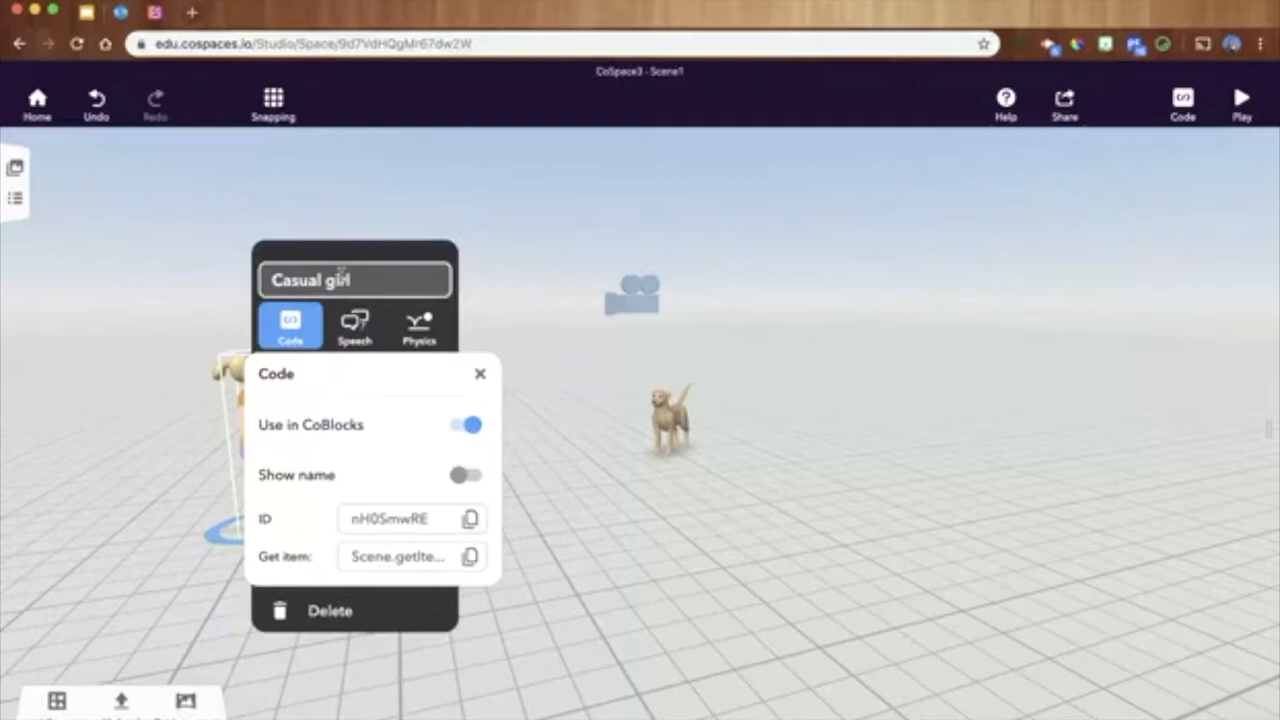 edu.cospaces.io/Studio/Space/9d7VdHQgMr67dw2W
CoSpace3 - Scene1
Home
Undo
Redo
Snapping
Help
Share
Code
Play
Casual girl
Code
Speech
Physics
Code
Use in CoBlocks
Show name
ID
nH0SmwRE
Get item:
Scene.getIte...
Delete